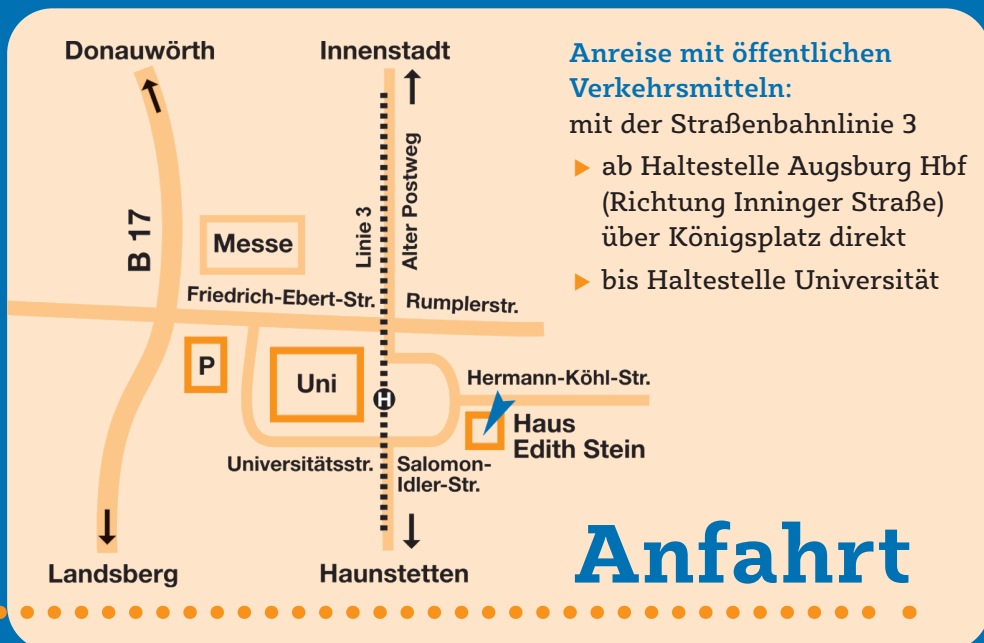 Donauwörth
Innenstadt
B 17
Messe
Linie 3
Alter Postweg
Friedrich-Ebert-Str.
Rumplerstr.
P
Uni
H
Hermann-Köhl-Str.
Haus
Edith Stein
Universitätsstr.
Salomon-
Idler-Str.
Landsberg
Haunstetten
Anreise mit öffentlichen
Verkehrsmitteln:
mit der Straßenbahnlinie 3
ab Haltestelle Augsburg Hbf
(Richtung Inninger Straße)
über Königsplatz direkt
bis Haltestelle Universität
Anfahrt